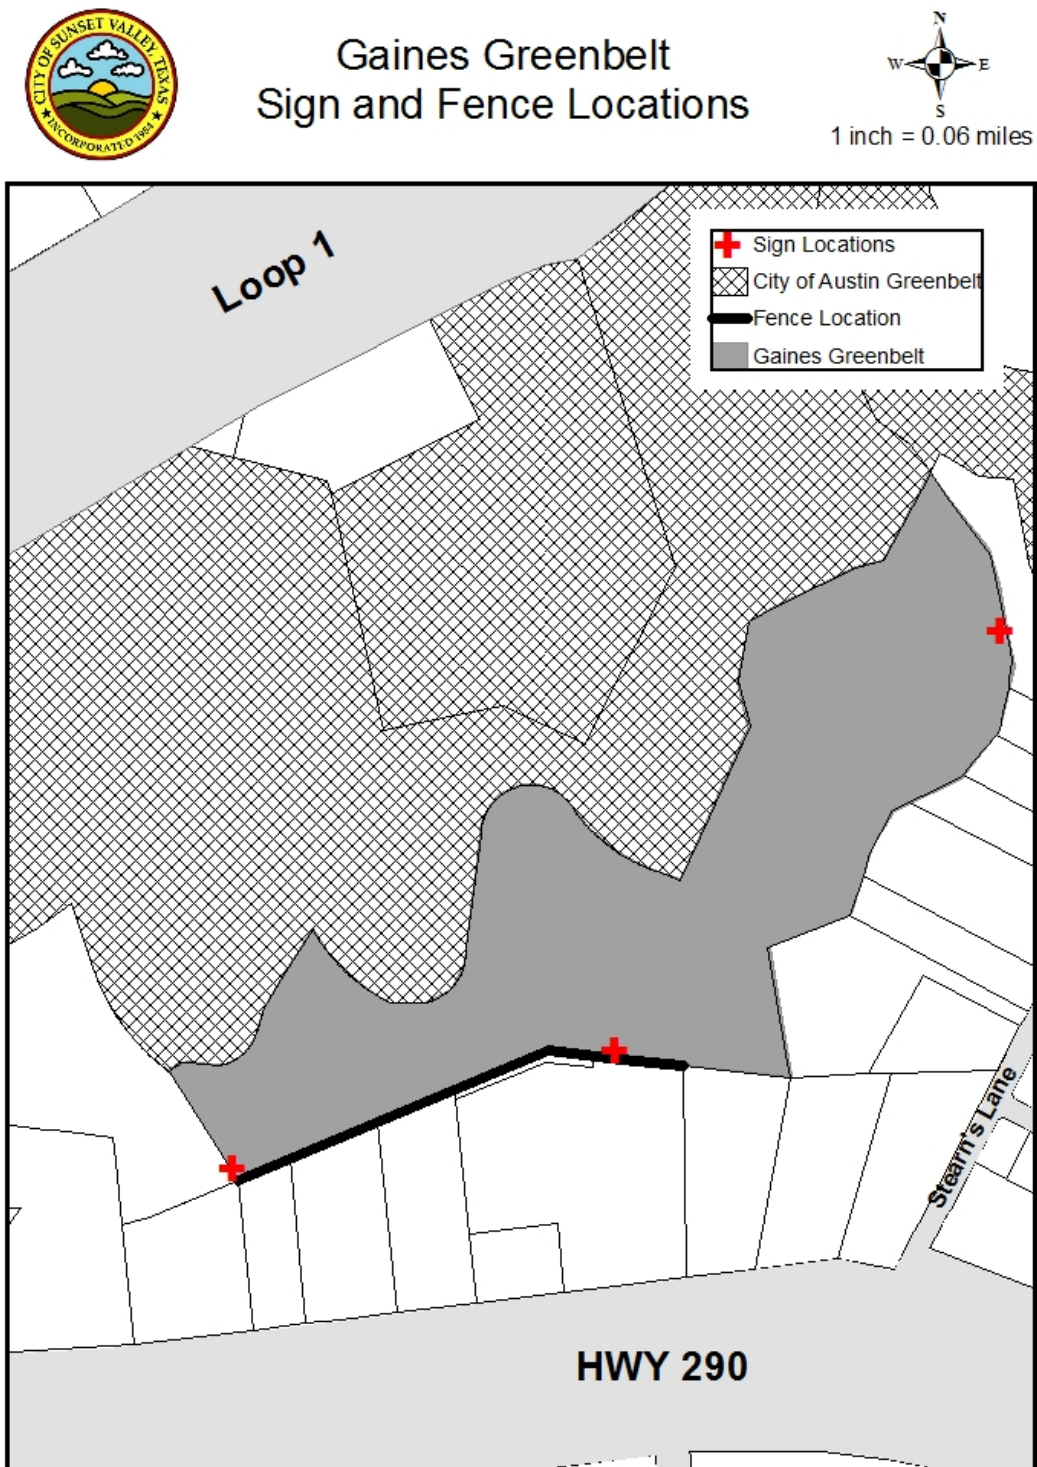 CITY OF SUNSET VALLEY, TEXAS
★ INCORPORATED 1954 ★
Gaines Greenbelt
Sign and Fence Locations
N
W E
S
1 inch = 0.06 miles
Loop 1
Sign Locations
City of Austin Greenbelt
Fence Location
Gaines Greenbelt
Stearn's Lane
HWY 290